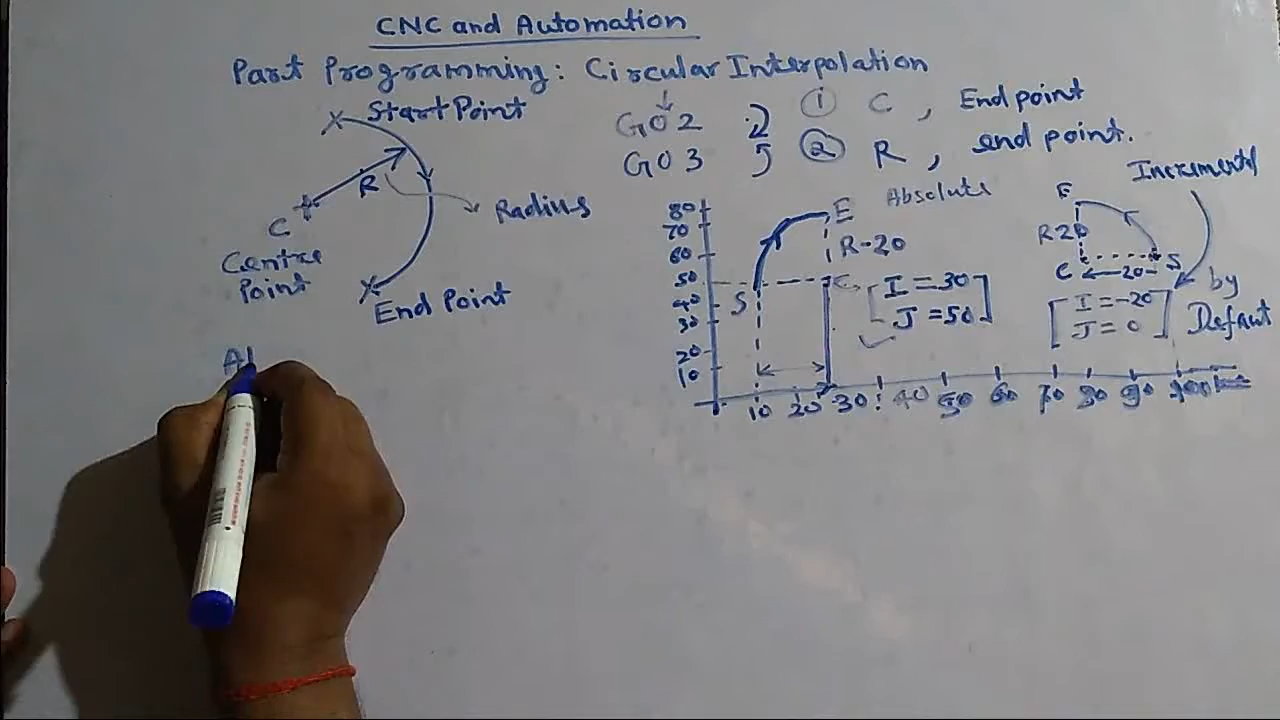 CNC and Automation
Part Programming: Circular Interpolation
Start Point
G02
① C, End point
G03
② R, end point.
R
Radius
C
Centre
Point
End Point
Al
Absolute
Incremental
80
70
60
50
40
30
20
10
E
R-20
S
C
I = 30
J = 50
10 20 30 40 50 60 70 80 90 100
E
R20
C 20 S
I = -20
J = 0
by
Defaut